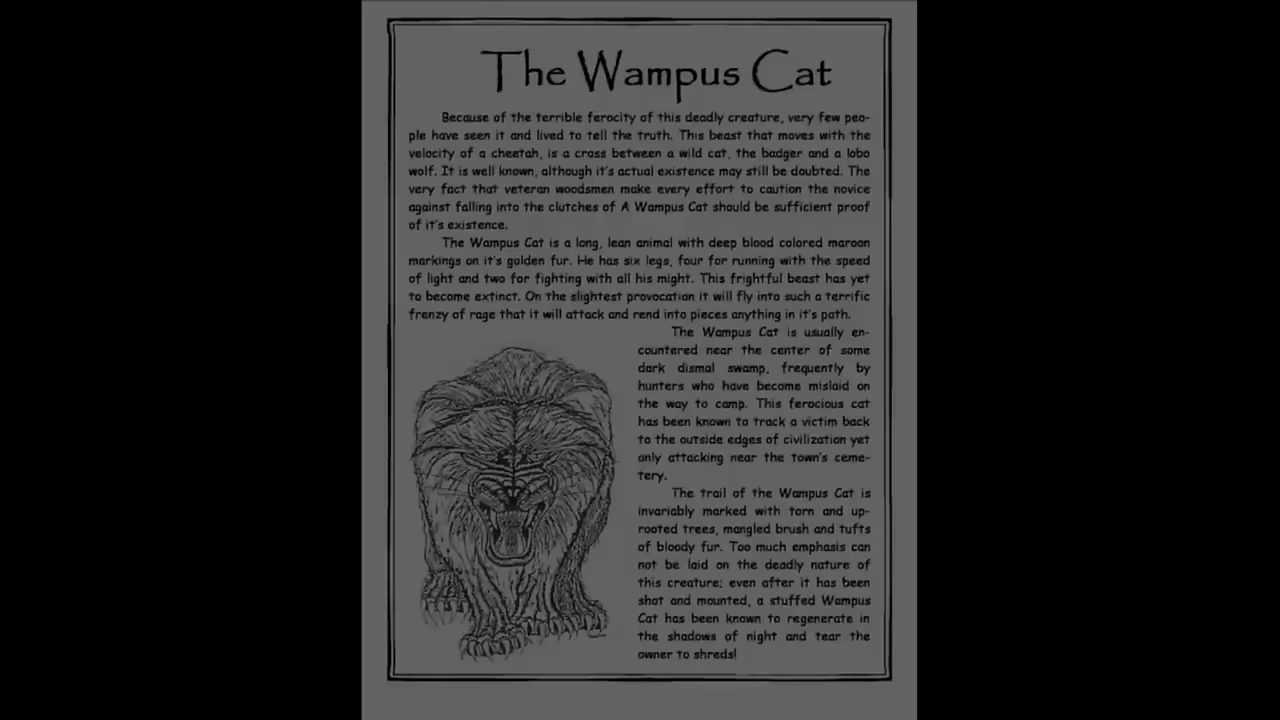 The Wampus Cat
Because of the terrible ferocity of this deadly creature, very few peo-
ple have seen it and lived to tell the truth. This beast that moves with the
velocity of a cheetah, is a cross between a wild cat, the badger and a lobo
wolf. It is well known, although it's actual existence may still be doubted. The
very fact that veteran woodsmen make every effort to caution the novice
against falling into the clutches of A Wampus Cat should be sufficient proof
of it's existence.
The Wampus Cat is a long, lean animal with deep blood colored maroon
markings on it's golden fur. He has six legs, four for running with the speed
of light and two for fighting with all his might. This frightful beast has yet
to become extinct. On the slightest provocation it will fly into such a terrific
frenzy of rage that it will attack and rend into pieces anything in it's path.
The Wampus Cat is usually en-
countered near the center of some
dark dismal swamp, frequently by
hunters who have become mislaid on
the way to camp. This ferocious cat
has been known to track a victim back
to the outside edges of civilization yet
only attacking near the town's ceme-
tery.
The trail of the Wampus Cat is
invariably marked with torn and up-
rooted trees, mangled brush and tufts
of bloody fur. Too much emphasis can
not be laid on the deadly nature of
this creature; even after it has been
shot and mounted, a stuffed Wampus
Cat has been known to regenerate in
the shadows of night and tear the
owner to shreds!